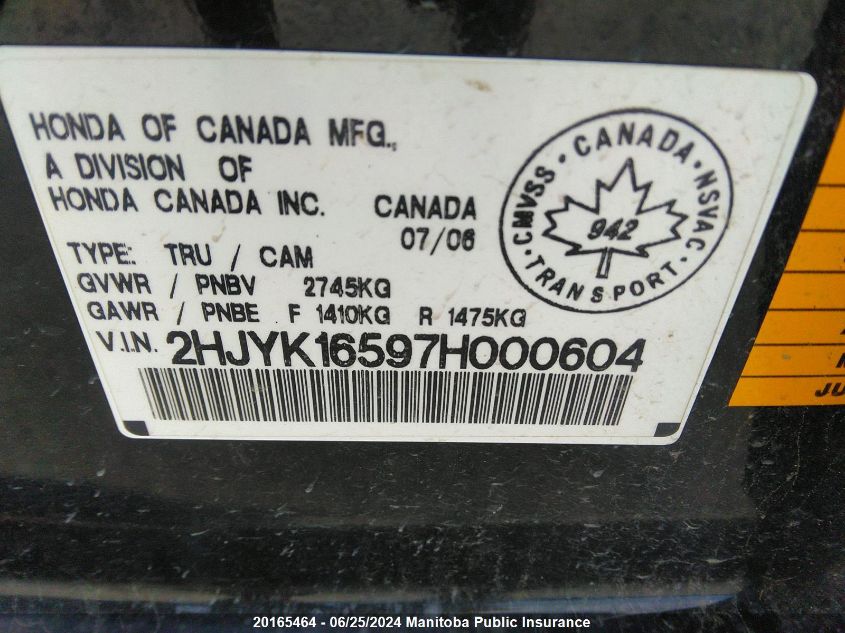 HONDA OF CANADA MFG.,
A DIVISION OF
HONDA CANADA INC. CANADA
07/06
TYPE: TRU / CAM
GVWR / PNBV 2745KG
GAWR / PNBE F 1410KG R 1475KG
V.I.N. 2HJYK16597H000604
CMVSS · CANADA · NSVAC ·
942
TRANSPORT ·
JU
20165464 - 06/25/2024 Manitoba Public Insurance